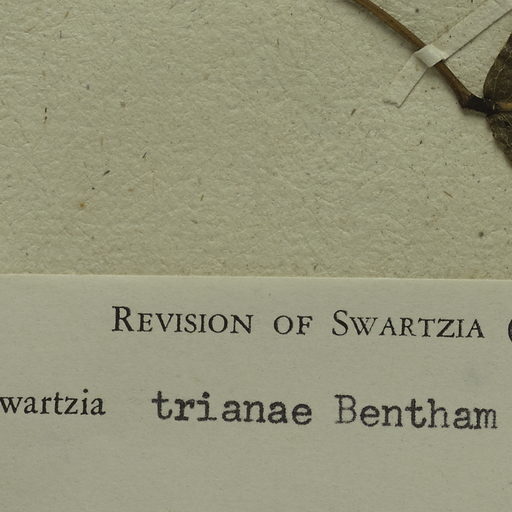 REVISION OF SWARTZIA (
wartzia trianae Bentham